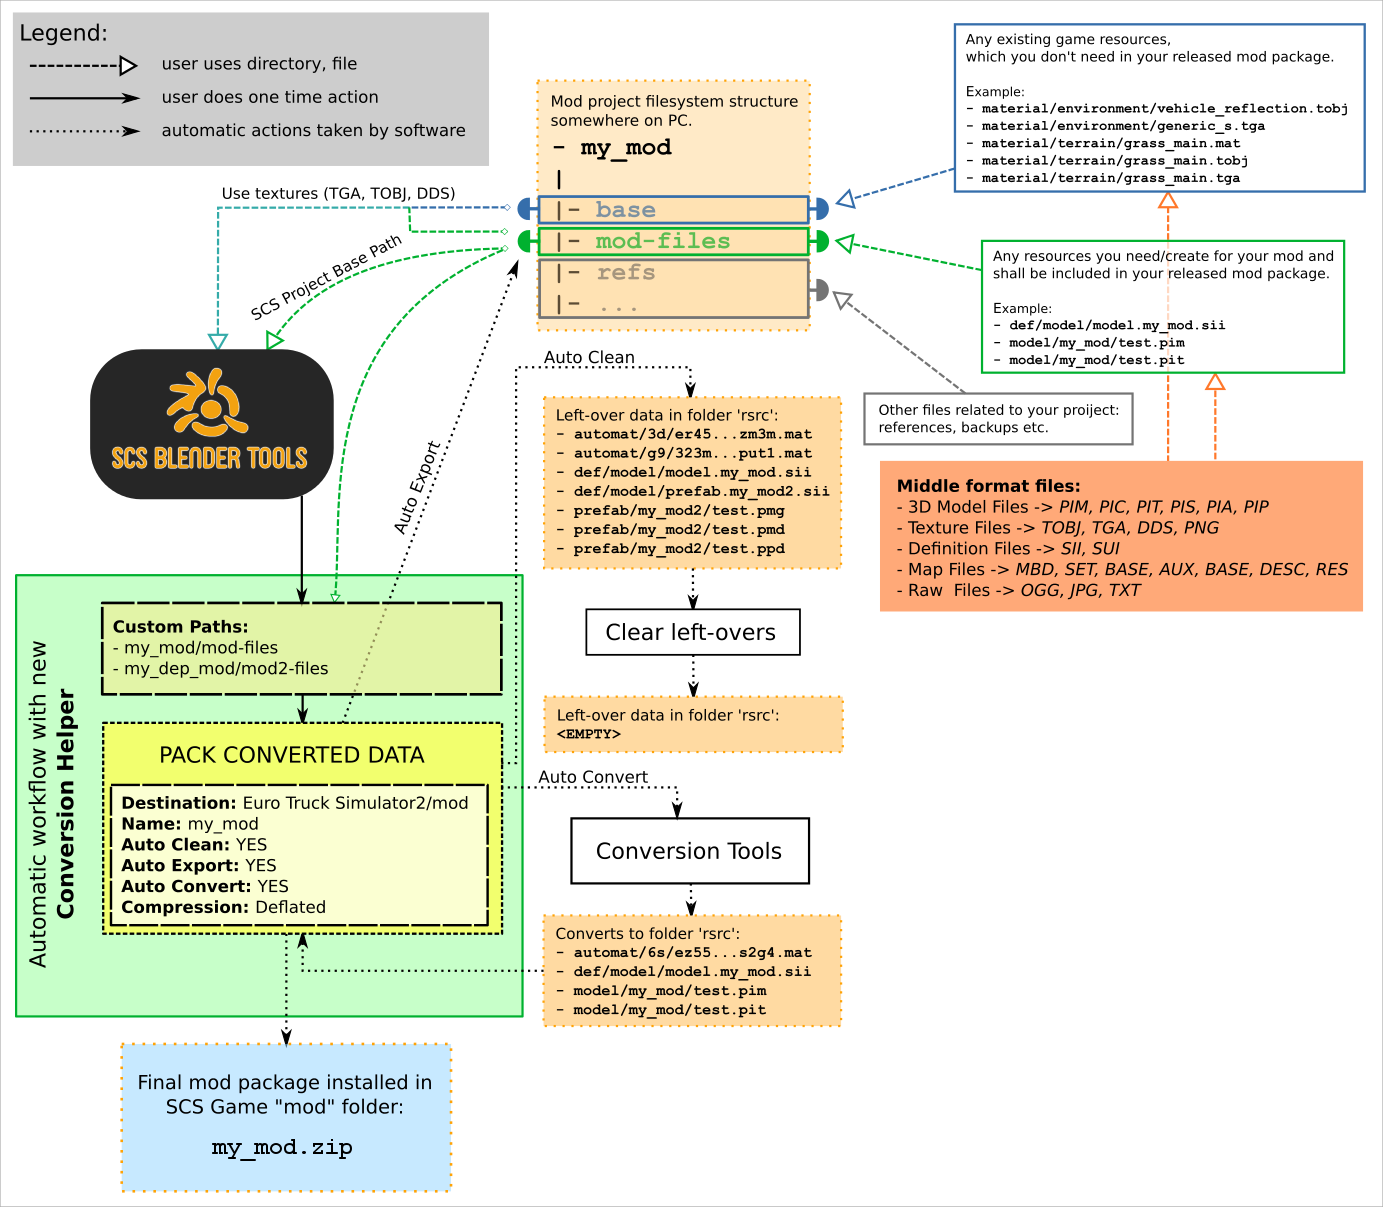 Legend:
user uses directory, file
user does one time action
automatic actions taken by software
Mod project filesystem structure
somewhere on PC.
- my_mod
|
|- base
|- mod-files
|- refs
|- ...
Any existing game resources,
which you don't need in your released mod package.
Example:
- material/environment/vehicle_reflection.tobj
- material/environment/generic_s.tga
- material/terrain/grass_main.mat
- material/terrain/grass_main.tobj
- material/terrain/grass_main.tga
Any resources you need/create for your mod and
shall be included in your released mod package.
Example:
- def/model/model.my_mod.sii
- model/my_mod/test.pim
- model/my_mod/test.pit
Other files related to your proiject:
references, backups etc.
Middle format files:
- 3D Model Files -> PIM, PIC, PIT, PIS, PIA, PIP
- Texture Files -> TOBJ, TGA, DDS, PNG
- Definition Files -> SII, SUI
- Map Files -> MBD, SET, BASE, AUX, BASE, DESC, RES
- Raw  Files -> OGG, JPG, TXT
Use textures (TGA, TOBJ, DDS)
SCS Project Base Path
SCS BLENDER TOOLS
Auto Export
Auto Clean
Left-over data in folder 'rsrc':
- automat/3d/er45...zm3m.mat
- automat/g9/323m...put1.mat
- def/model/model.my_mod.sii
- def/model/prefab.my_mod2.sii
- prefab/my_mod2/test.pmg
- prefab/my_mod2/test.pmd
- prefab/my_mod2/test.ppd
Clear left-overs
Left-over data in folder 'rsrc':
<EMPTY>
Automatic workflow with new
Conversion Helper
Custom Paths:
- my_mod/mod-files
- my_dep_mod/mod2-files
PACK CONVERTED DATA
Destination: Euro Truck Simulator2/mod
Name: my_mod
Auto Clean: YES
Auto Export: YES
Auto Convert: YES
Compression: Deflated
Auto Convert
Conversion Tools
Converts to folder 'rsrc':
- automat/6s/ez55...s2g4.mat
- def/model/model.my_mod.sii
- model/my_mod/test.pim
- model/my_mod/test.pit
Final mod package installed in
SCS Game "mod" folder:
my_mod.zip